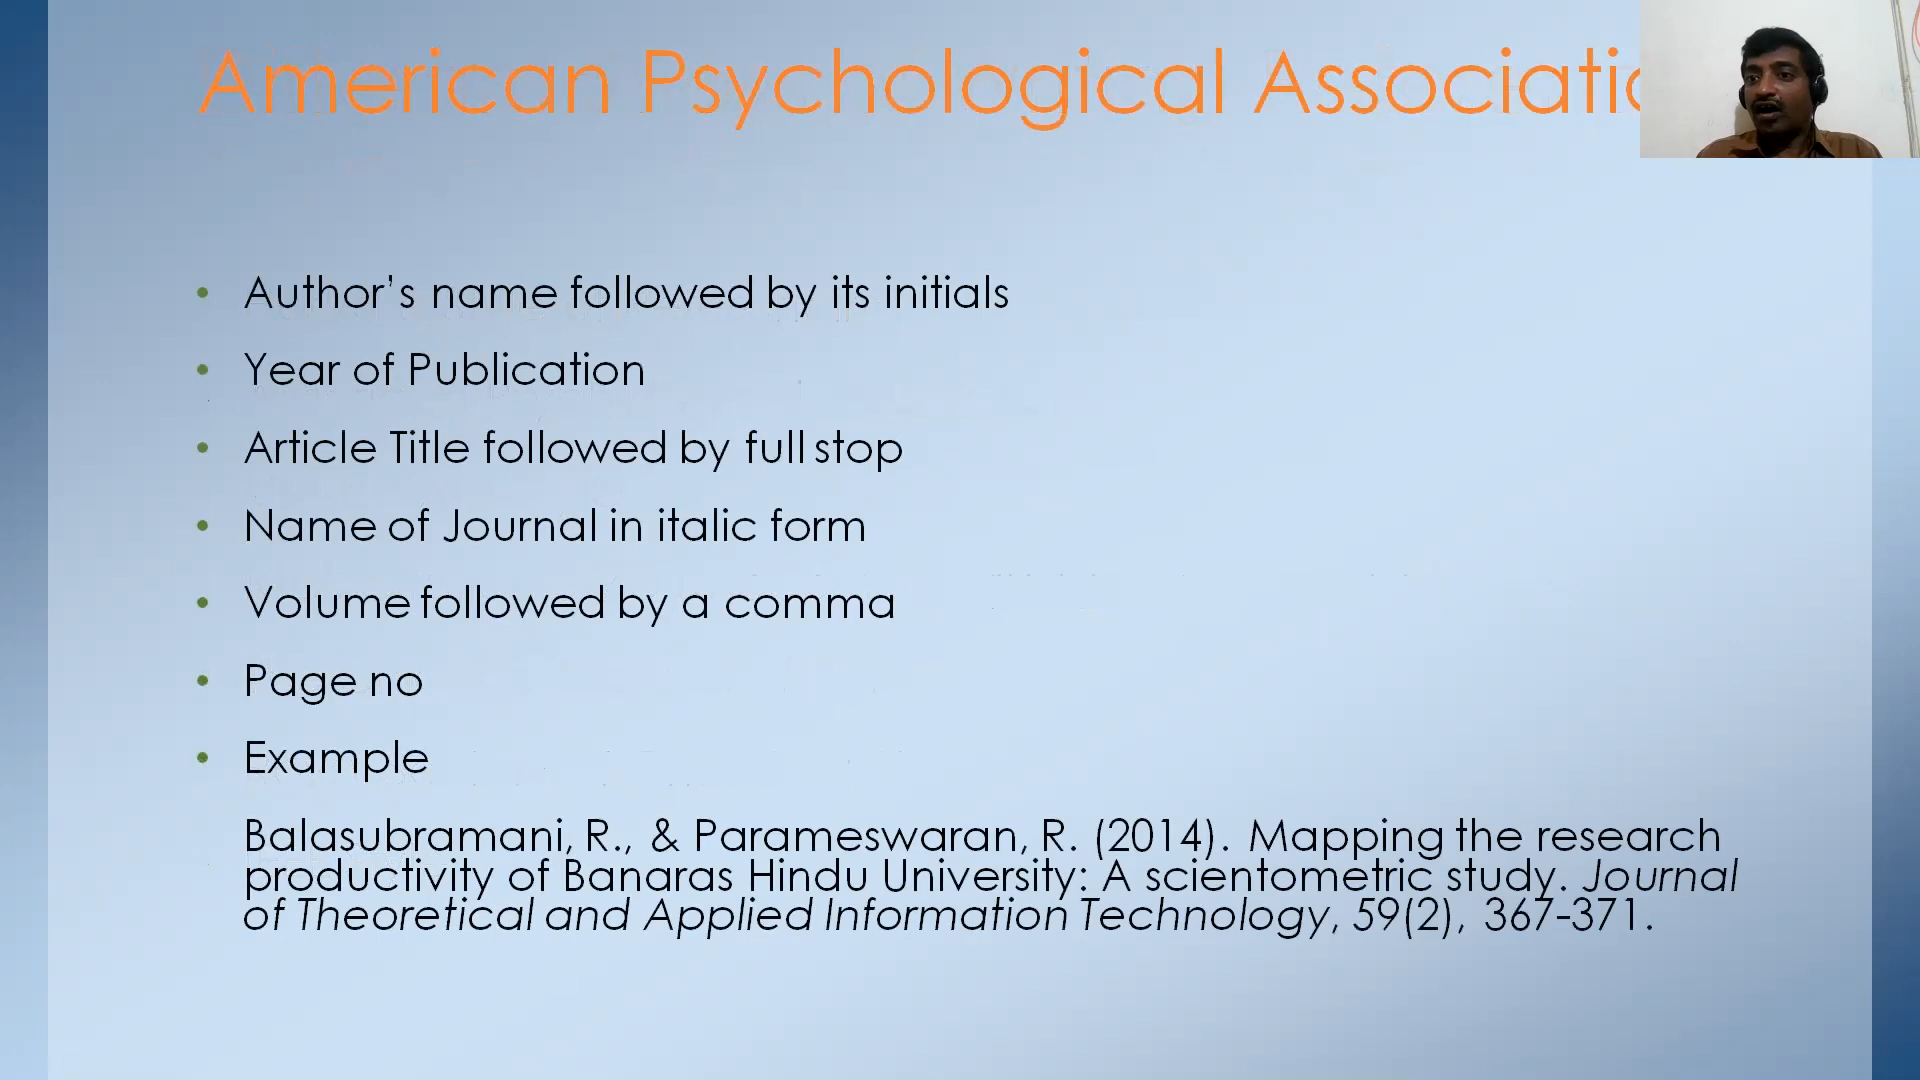 American Psychological Associatio
• Author's name followed by its initials
• Year of Publication
• Article Title followed by full stop
• Name of Journal in italic form
• Volume followed by a comma
• Page no
• Example
Balasubramani, R., & Parameswaran, R. (2014). Mapping the research
productivity of Banaras Hindu University: A scientometric study. Journal
of Theoretical and Applied Information Technology, 59(2), 367-371.